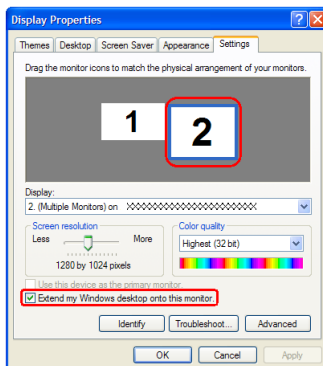 Display Properties
Themes Desktop Screen Saver Appearance Settings
Drag the monitor icons to match the physical arrangement of your monitors.
1 2
Display:
2. (Multiple Monitors) on XXXXXXXXXXXXXXXXXXXXXX
Screen resolution Color quality
Less More Highest (32 bit)
1280 by 1024 pixels
Use this device as the primary monitor.
Extend my Windows desktop onto this monitor.
Identify Troubleshoot... Advanced
OK Cancel Apply